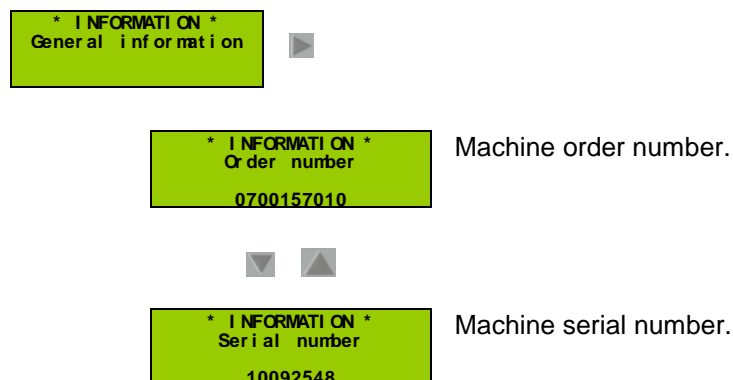 * INFORMATION *
General information
* INFORMATION *
Order number
0700157010
Machine order number.
* INFORMATION *
Serial number
10092548
Machine serial number.